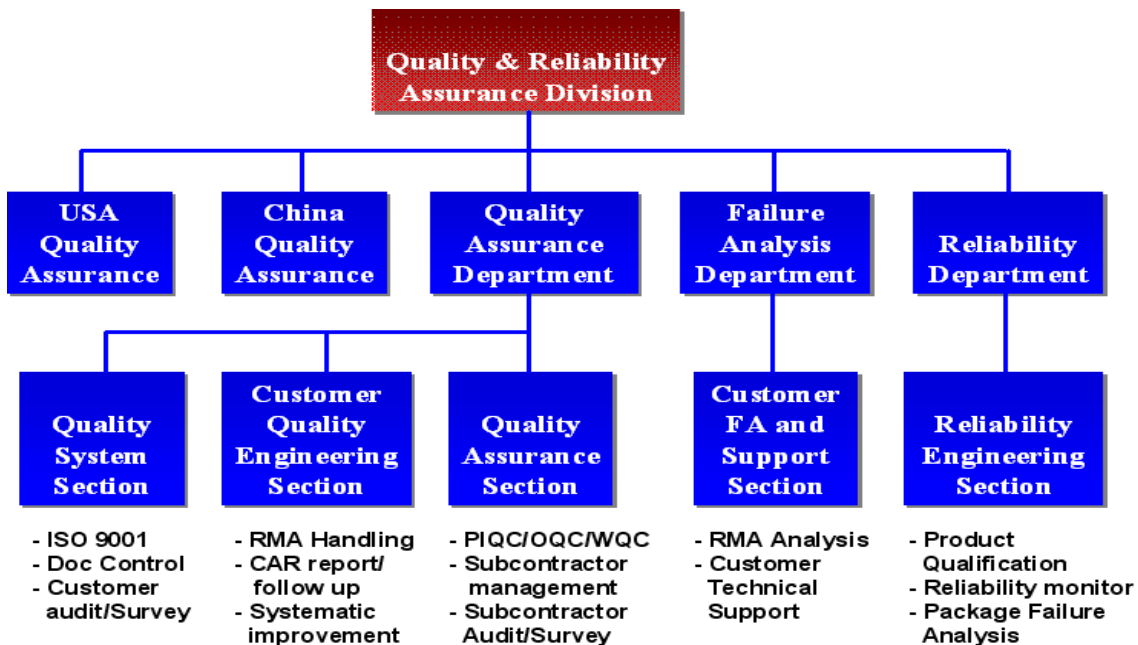 Quality & Reliability
Assurance Division
USA
Quality
Assurance
China
Quality
Assurance
Quality
Assurance
Department
Failure
Analysis
Department
Reliability
Department
Quality
System
Section
Customer
Quality
Engineering
Section
Quality
Assurance
Section
Customer
FA and
Support
Section
Reliability
Engineering
Section
- ISO 9001
- Doc Control
- Customer
audit/Survey
- RMA Handling
- CAR report/
follow up
- Systematic
improvement
- PIQC/OQC/WQC
- Subcontractor
management
- Subcontractor
Audit/Survey
- RMA Analysis
- Customer
Technical
Support
- Product
Qualification
- Reliability monitor
- Package Failure
Analysis